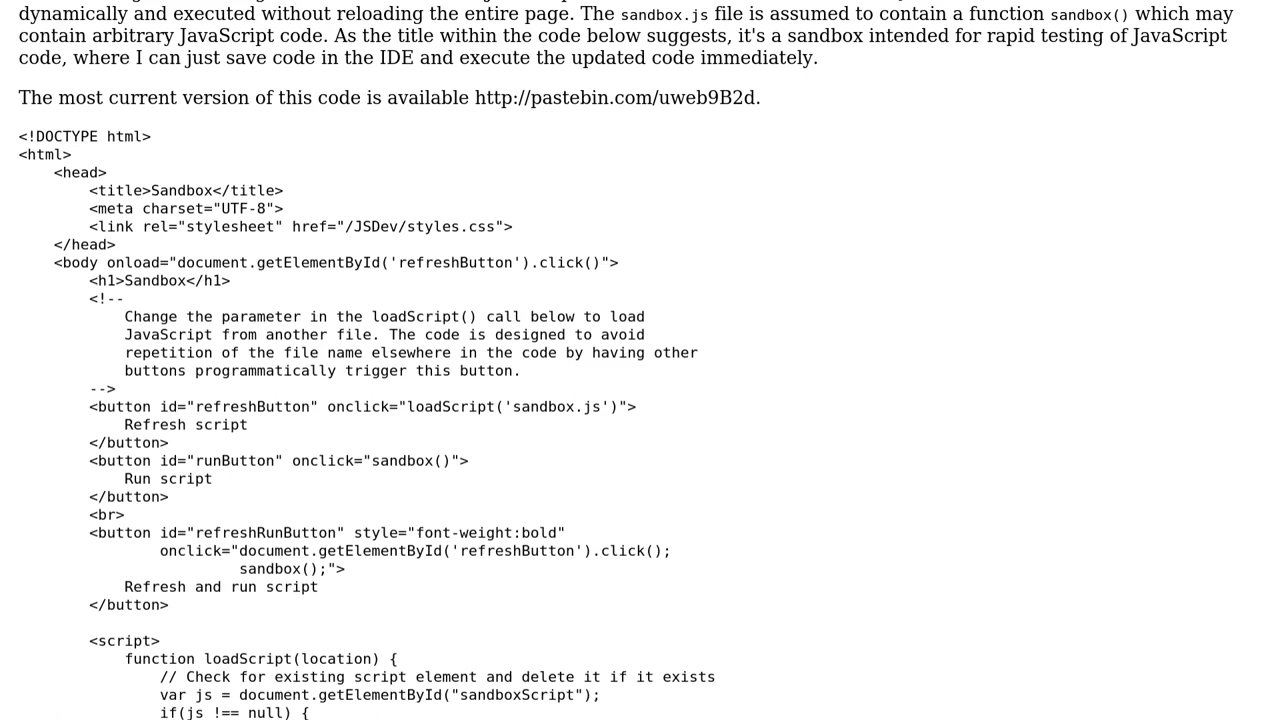 dynamically and executed without reloading the entire page. The sandbox.js file is assumed to contain a function sandbox() which may
contain arbitrary JavaScript code. As the title within the code below suggests, it's a sandbox intended for rapid testing of JavaScript
code, where I can just save code in the IDE and execute the updated code immediately.
The most current version of this code is available http://pastebin.com/uweb9B2d.
<!DOCTYPE html>
<html>
    <head>
        <title>Sandbox</title>
        <meta charset="UTF-8">
        <link rel="stylesheet" href="/JSDev/styles.css">
    </head>
    <body onload="document.getElementById('refreshButton').click()">
        <h1>Sandbox</h1>
        <!--
            Change the parameter in the loadScript() call below to load
            JavaScript from another file. The code is designed to avoid
            repetition of the file name elsewhere in the code by having other
            buttons programmatically trigger this button.
        -->
        <button id="refreshButton" onclick="loadScript('sandbox.js')">
            Refresh script
        </button>
        <button id="runButton" onclick="sandbox()">
            Run script
        </button>
        <br>
        <button id="refreshRunButton" style="font-weight:bold"
                onclick="document.getElementById('refreshButton').click();
                         sandbox();">
            Refresh and run script
        </button>
        <script>
            function loadScript(location) {
                // Check for existing script element and delete it if it exists
                var js = document.getElementById("sandboxScript");
                if(js !== null) {